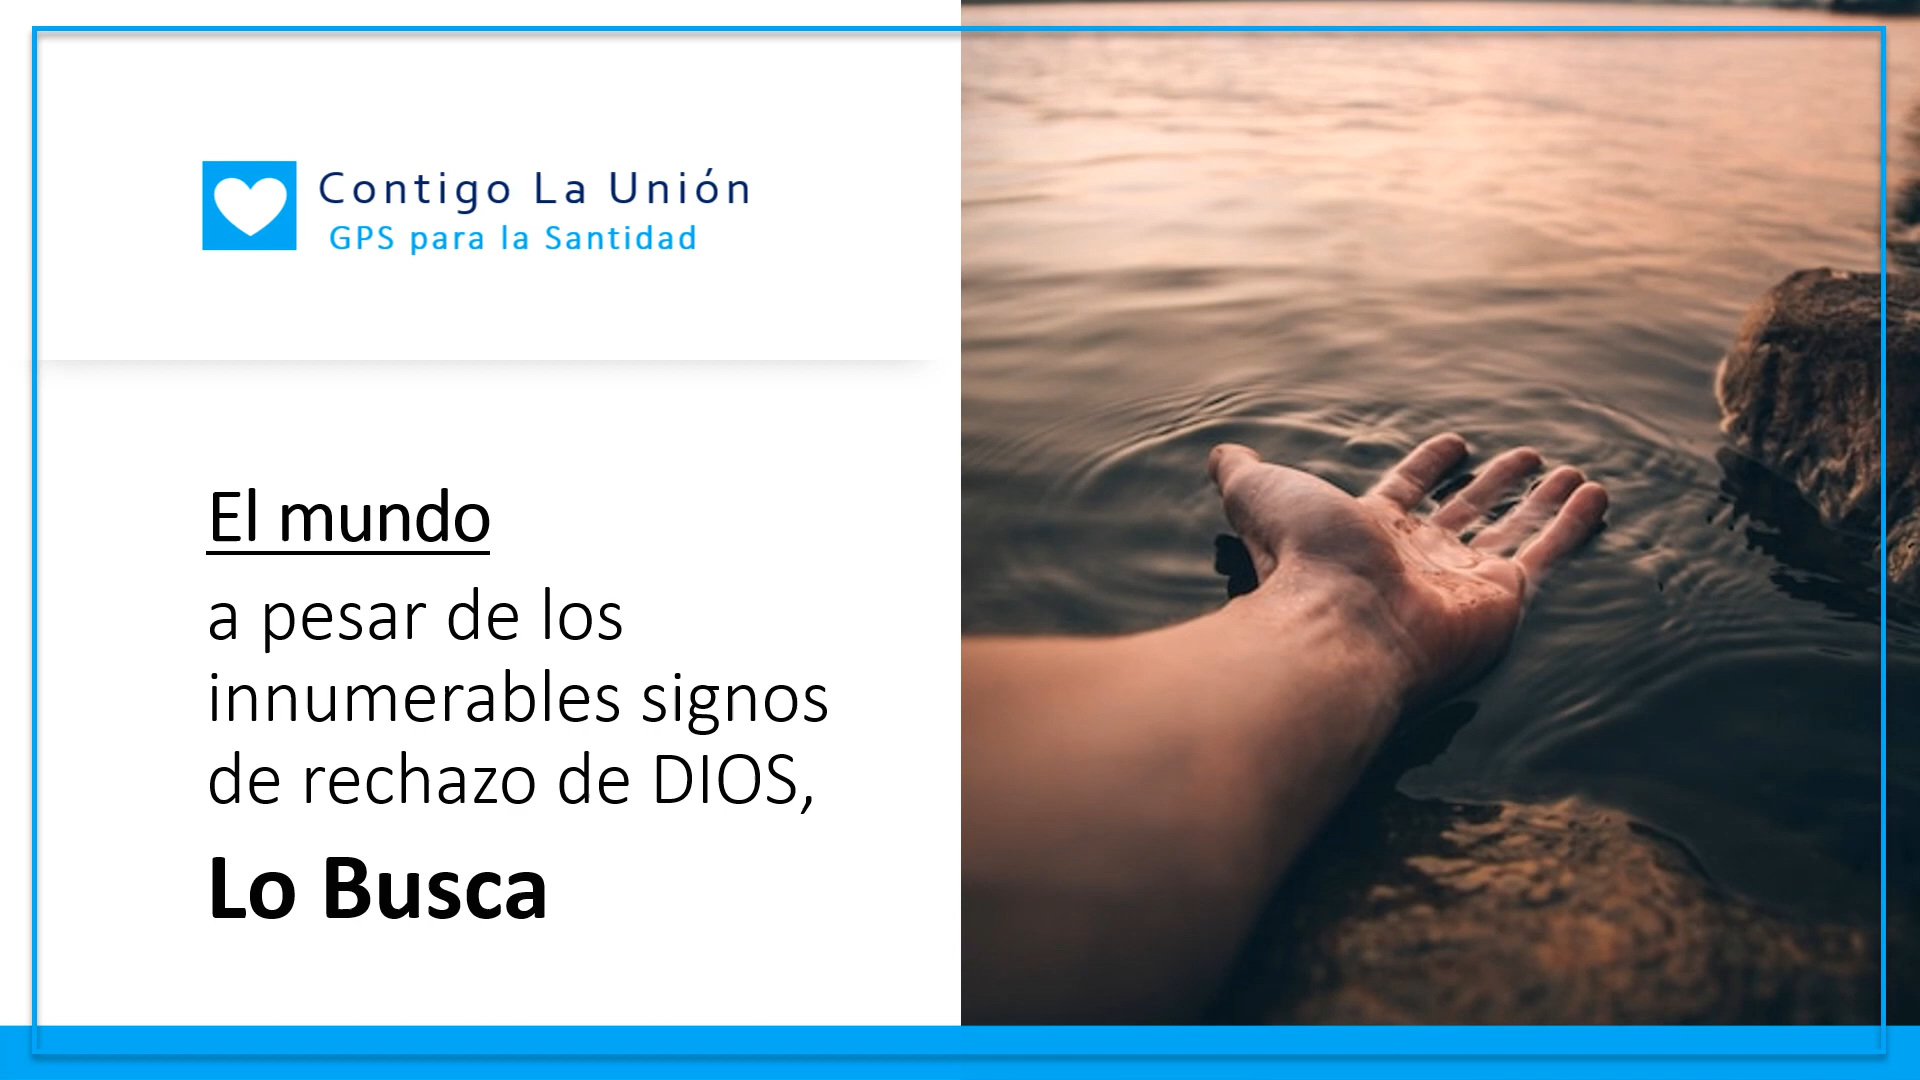 Contigo La Unión
GPS para la Santidad
El mundo
a pesar de los
innumerables signos
de rechazo de DIOS,
Lo Busca